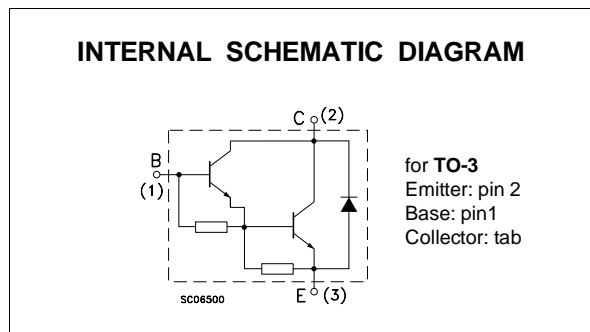 INTERNAL SCHEMATIC DIAGRAM
C (2)
B
(1)
for TO-3
Emitter: pin 2
Base: pin1
Collector: tab
SC06500
E (3)